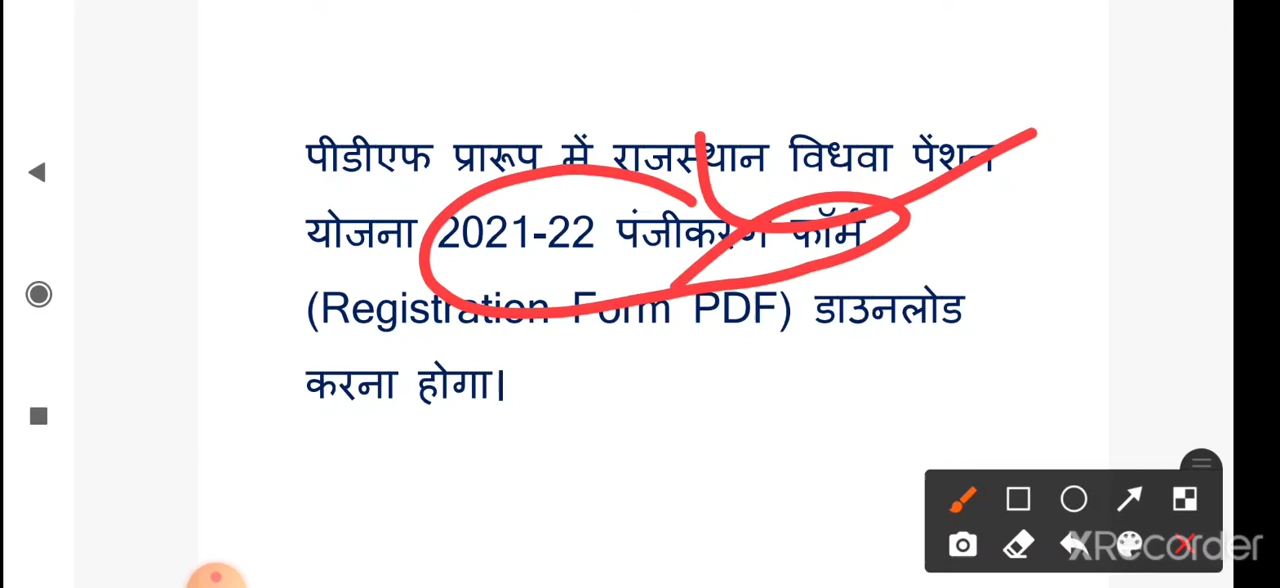 पीडीएफ प्रारूप में राजस्थान विधवा पेंशन
योजना 2021-22 पंजीकरण फॉर्म
(Registration Form PDF) डाउनलोड
करना होगा।
XRecorder